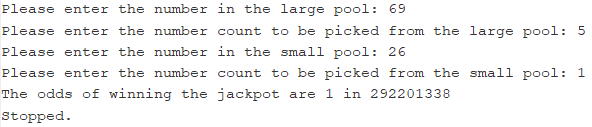 Please enter the number in the large pool: 69
Please enter the number count to be picked from the large pool: 5
Please enter the number in the small pool: 26
Please enter the number count to be picked from the small pool: 1
The odds of winning the jackpot are 1 in 292201338
Stopped.